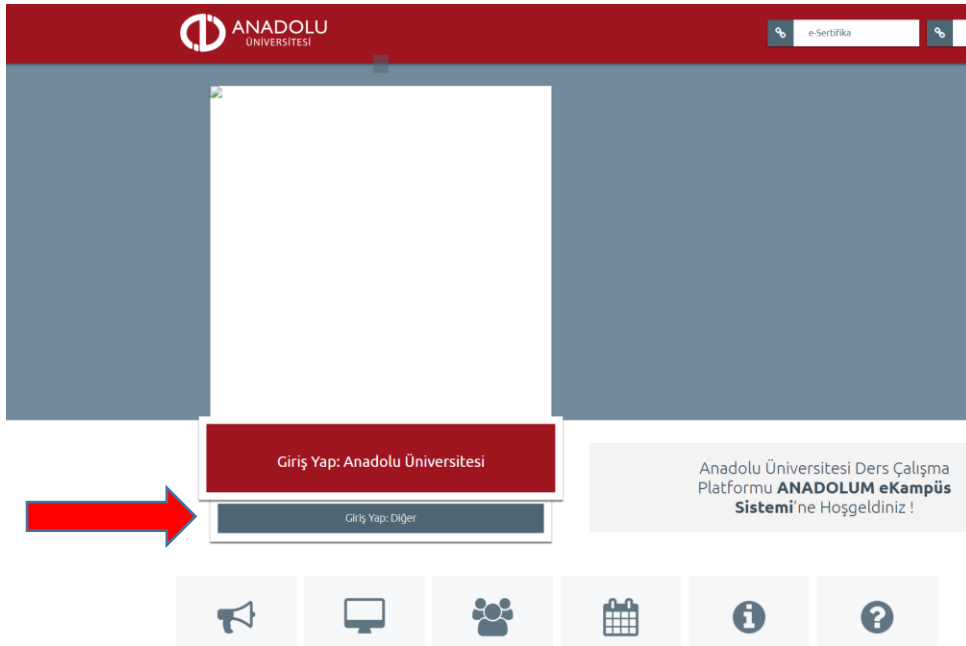 ANADOLU
ÜNİVERSİTESİ
e-Sertifika
Giriş Yap: Anadolu Üniversitesi
Giriş Yap: Diğer
Anadolu Üniversitesi Ders Çalışma
Platformu ANADOLUM eKampüs
Sistemi'ne Hoşgeldiniz !